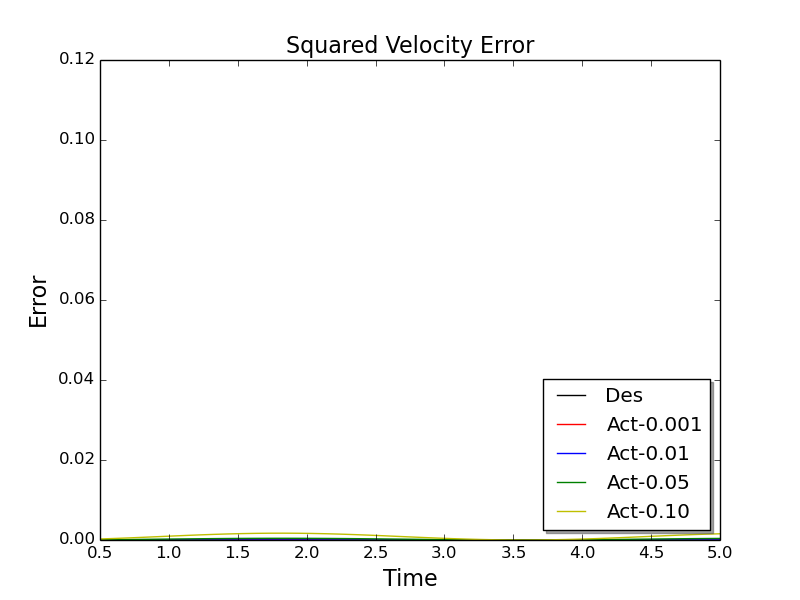 Squared Velocity Error
0.12
0.10
0.08
0.06
0.04
0.02
0.00
Error
Des
Act-0.001
Act-0.01
Act-0.05
Act-0.10
0.5 1.0 1.5 2.0 2.5 3.0 3.5 4.0 4.5 5.0
Time